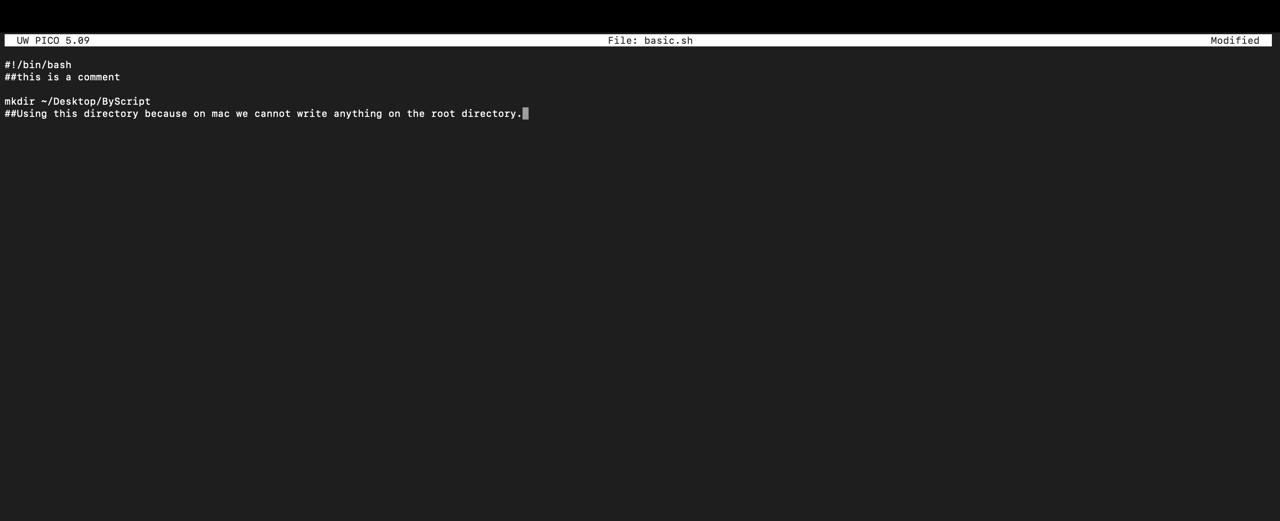 UW PICO 5.09 File: basic.sh Modified
#!/bin/bash
##this is a comment
mkdir ~/Desktop/ByScript
##Using this directory because on mac we cannot write anything on the root directory.